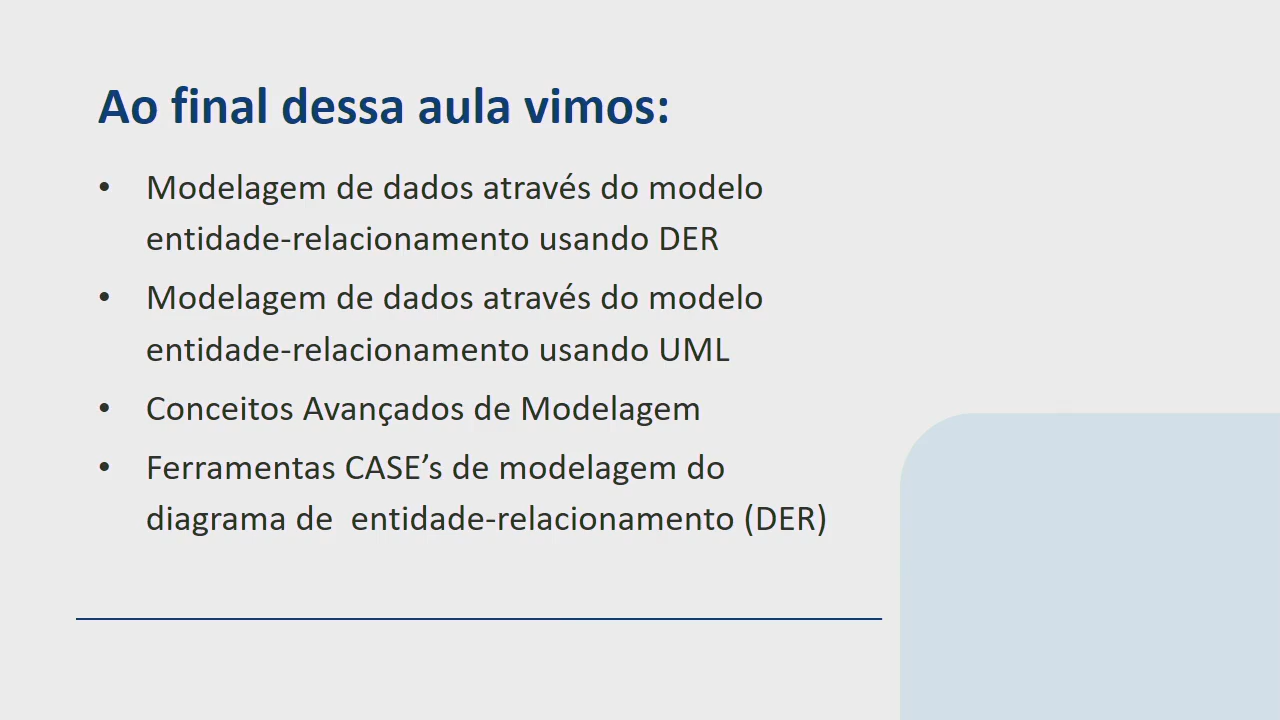 Ao final dessa aula vimos:
• Modelagem de dados através do modelo
entidade-relacionamento usando DER
• Modelagem de dados através do modelo
entidade-relacionamento usando UML
• Conceitos Avançados de Modelagem
• Ferramentas CASE’s de modelagem do
diagrama de  entidade-relacionamento (DER)